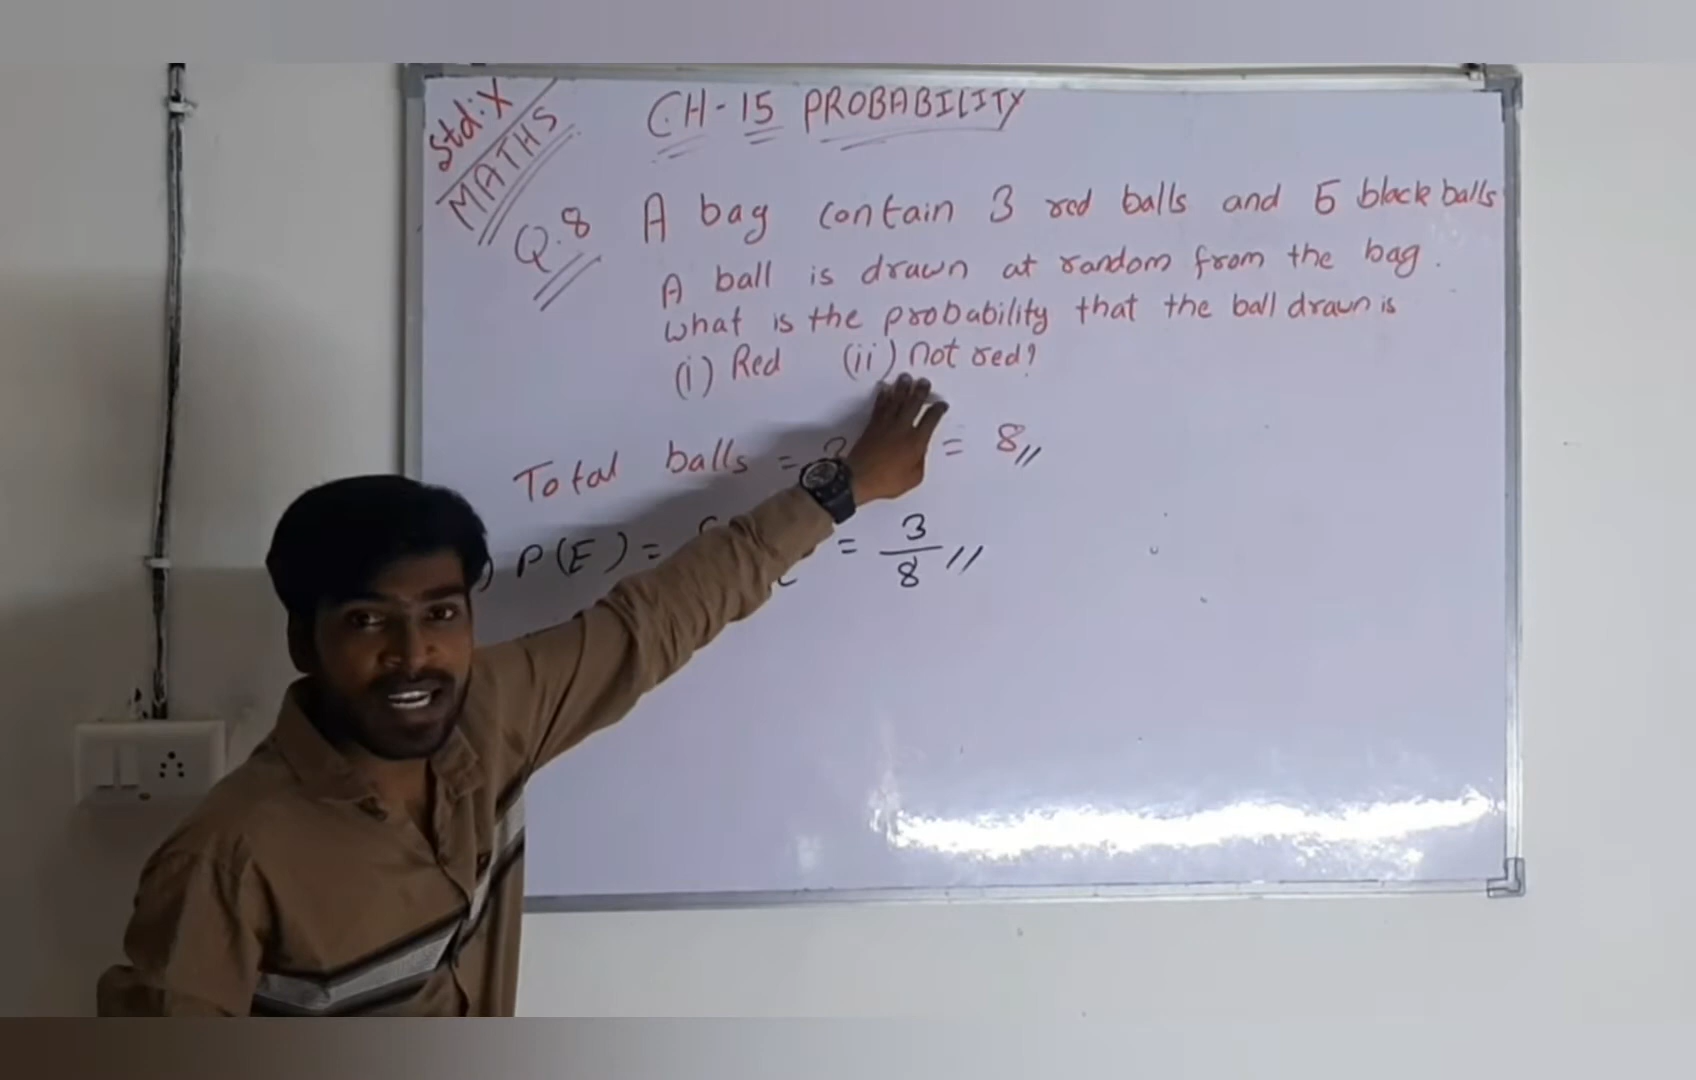 Std: X
MATHS
CH-15 PROBABILITY
Q.8 A bag contain 3 red balls and 5 black balls
A ball is drawn at random from the bag.
What is the probability that the ball drawn is
(i) Red (ii) not red?
Total balls = 3 = 8
) P(E) = = 3/8